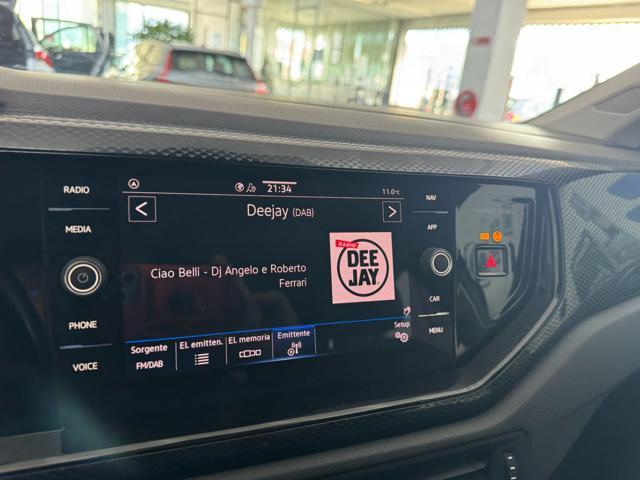 RADIO
MEDIA
PHONE
VOICE
21:34
11.0°C
Deejay (DAB)
Ciao Belli - Dj Angelo e Roberto
Ferrari
RADIO
DEE
JAY
Sorgente
FM/DAB
El. emitten.
El. memoria
Emittente
Setup
NAV
APP
CAR
MENU